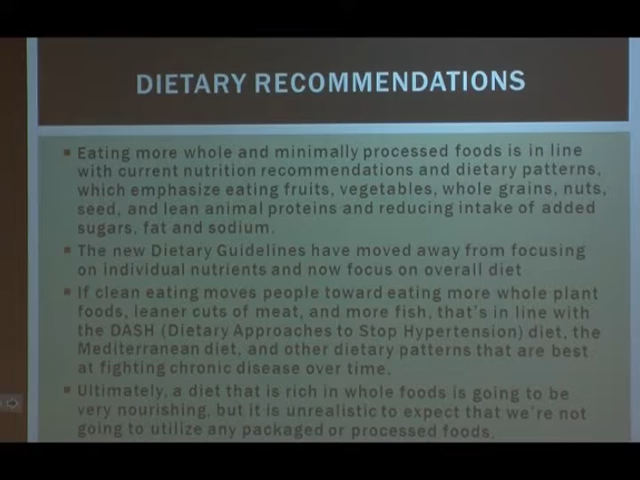 DIETARY RECOMMENDATIONS
Eating more whole and minimally processed foods is in line
with current nutrition recommendations and dietary patterns,
which emphasize eating fruits, vegetables, whole grains, nuts,
seed, and lean animal proteins and reducing intake of added
sugars, fat and sodium.
The new Dietary Guidelines have moved away from focusing
on individual nutrients and now focus on overall diet
If clean eating moves people toward eating more whole plant
foods, leaner cuts of meat, and more fish, that's in line with
the DASH (Dietary Approaches to Stop Hypertension) diet, the
Mediterranean diet, and other dietary patterns that are best
at fighting chronic disease over time.
Ultimately, a diet that is rich in whole foods is going to be
very nourishing, but it is unrealistic to expect that we're not
going to utilize any packaged or processed foods.